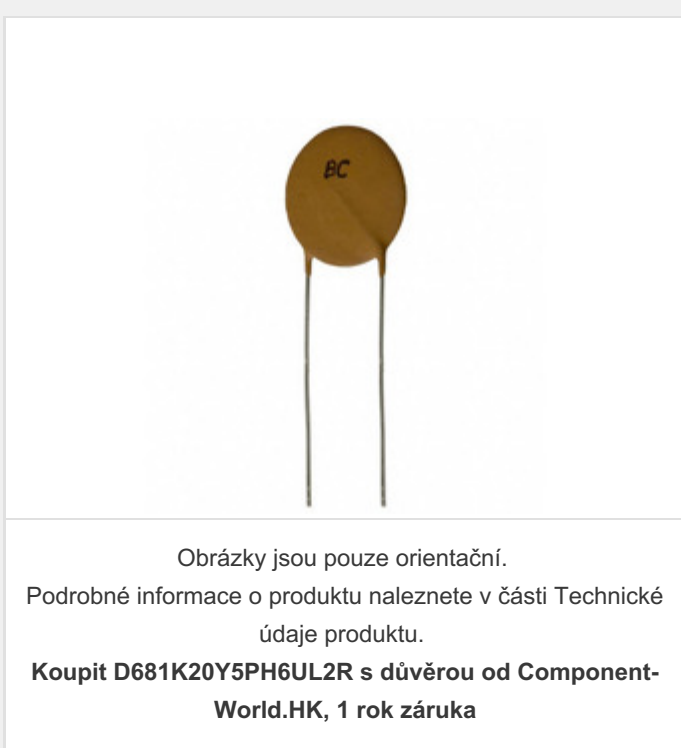 BC
Obrázky jsou pouze orientační.
Podrobné informace o produktu naleznete v části Technické
údaje produktu.
Koupit D681K20Y5PH6UL2R s důvěrou od Component-
World.HK, 1 rok záruka